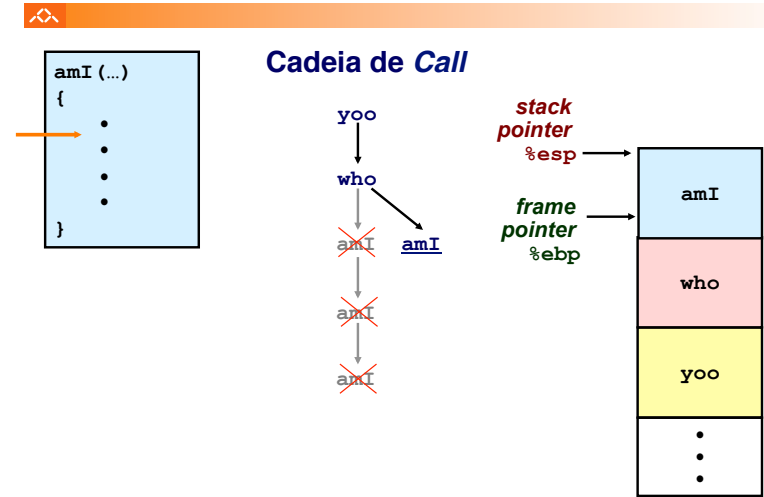 Cadeia de Call
amI(…)
{
•
•
•
•
}
yoo
who
amI amI
amI
amI
stack
pointer
%esp
frame
pointer
%ebp
amI
who
yoo
•
•
•